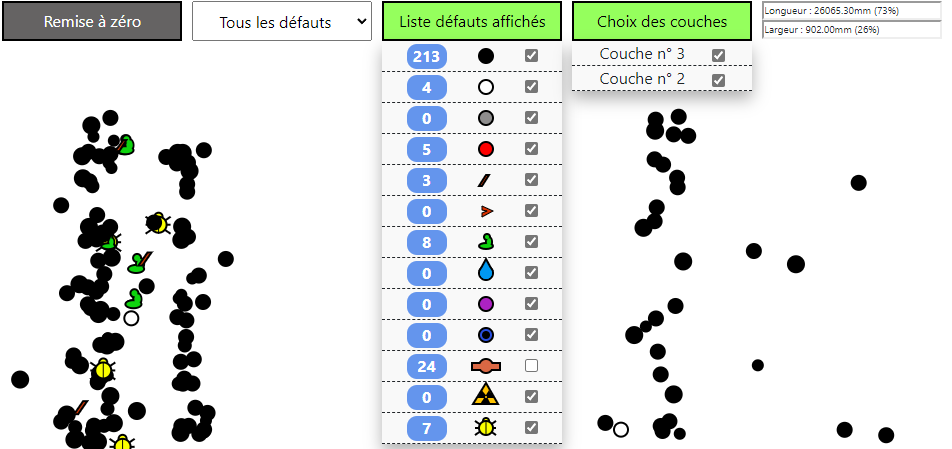 Remise à zéro
Tous les défauts
Liste défauts affichés
Choix des couches
Longueur : 26065.30mm (73%)
Largeur : 902.00mm (26%)
Couche n° 3
Couche n° 2
213
4
0
5
3
0
8
0
0
0
24
0
7